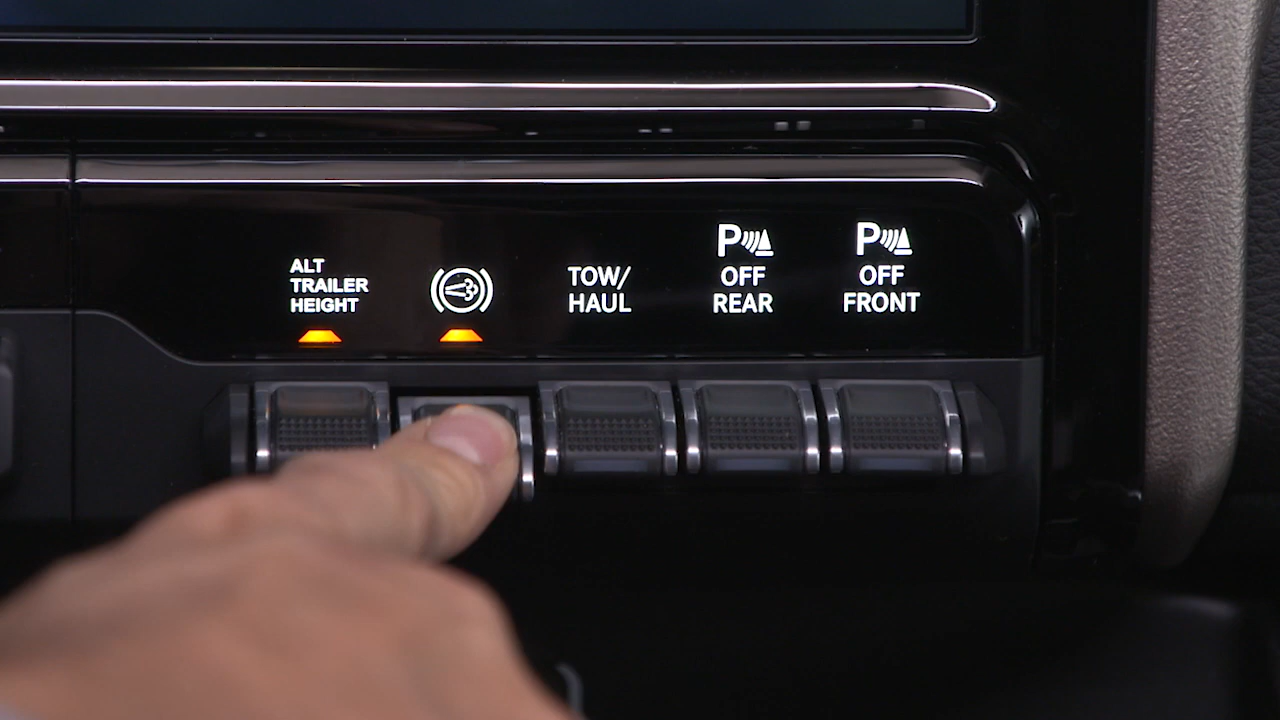 ALT
TRAILER
HEIGHT
TOW/
HAUL
P
OFF
REAR
P
OFF
FRONT